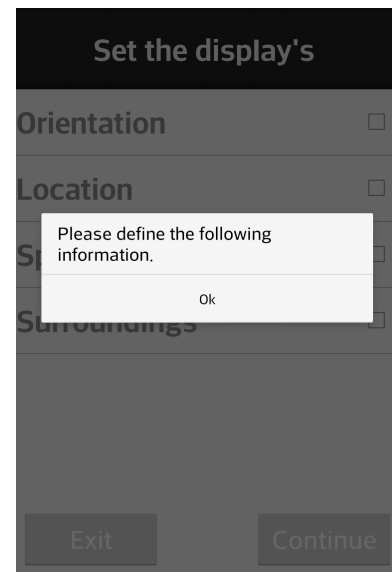 Set the display's
Orientation
Location
Please define the following
information.
Ok
Surroundings
Exit
Continue